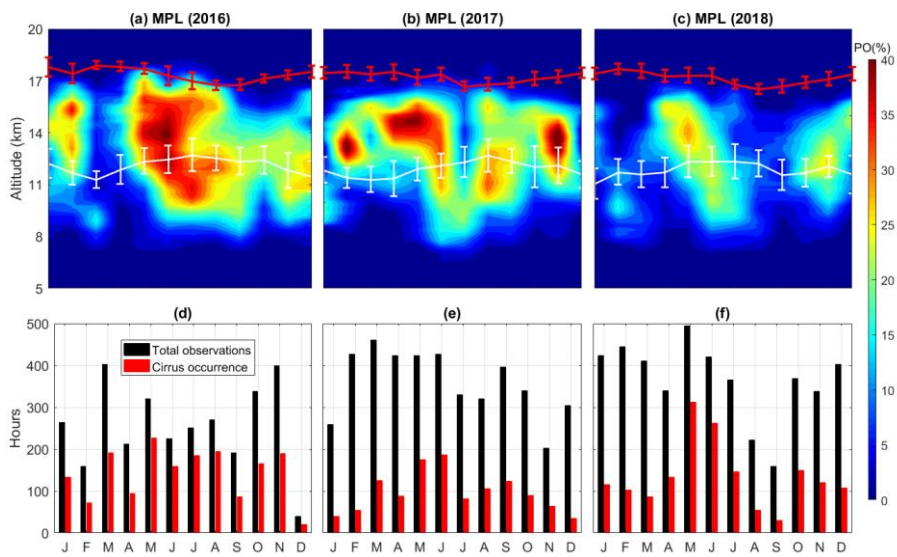 (a) MPL (2016) (b) MPL (2017) (c) MPL (2018)
PO(%)
Altitude (km)
20
17
14
11
8
5
40
35
30
25
20
15
10
5
0
(d) (e) (f)
Total observations
Cirrus occurrence
Hours
500
400
300
200
100
0
J F M A M J J A S O N D J F M A M J J A S O N D J F M A M J J A S O N D